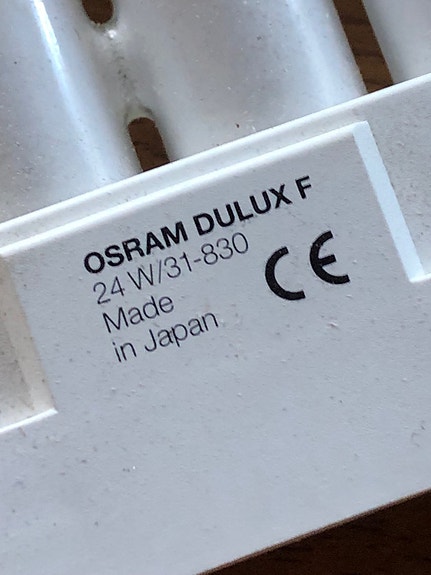 OSRAM DULUX F
24 W/31-830
Made
in Japan
CE